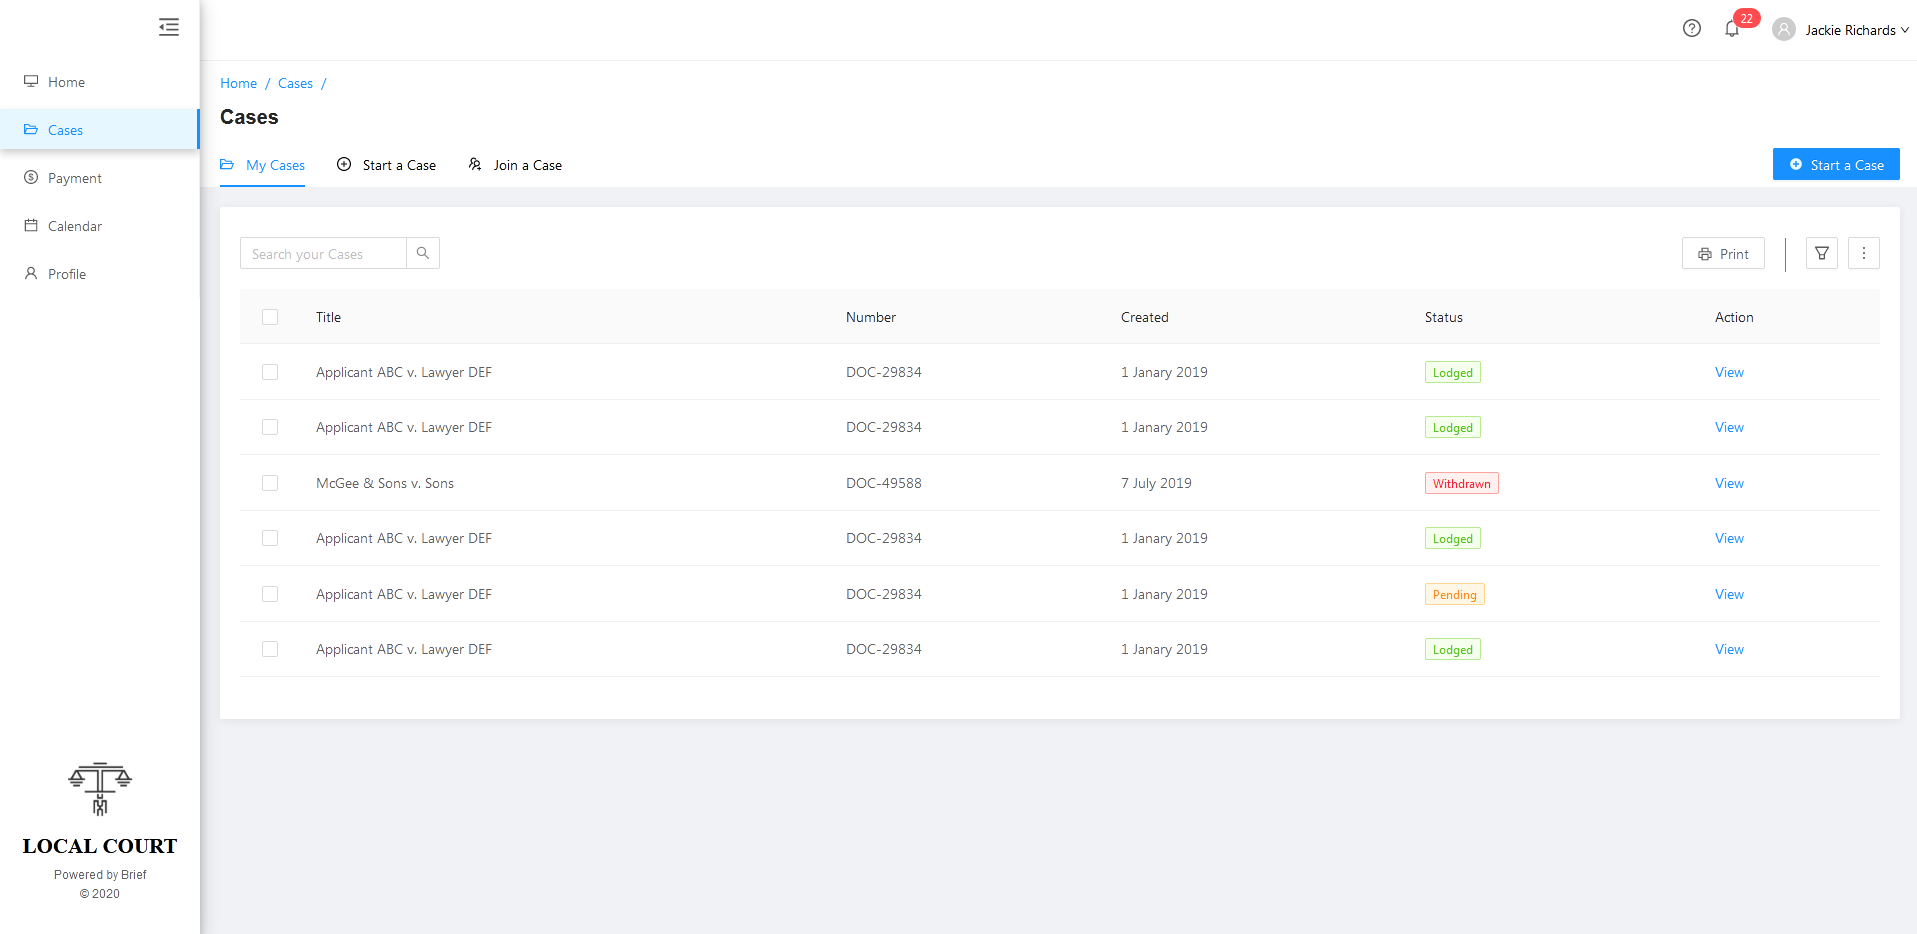 22
Jackie Richards
Home
Cases
Payment
Calendar
Profile
Home / Cases /
Cases
My Cases
Start a Case
Join a Case
Start a Case
Search your Cases
Print
Title Number Created Status Action
Applicant ABC v. Lawyer DEF DOC-29834 1 Janary 2019 Lodged View
Applicant ABC v. Lawyer DEF DOC-29834 1 Janary 2019 Lodged View
McGee & Sons v. Sons DOC-49588 7 July 2019 Withdrawn View
Applicant ABC v. Lawyer DEF DOC-29834 1 Janary 2019 Lodged View
Applicant ABC v. Lawyer DEF DOC-29834 1 Janary 2019 Pending View
Applicant ABC v. Lawyer DEF DOC-29834 1 Janary 2019 Lodged View
LOCAL COURT
Powered by Brief
© 2020